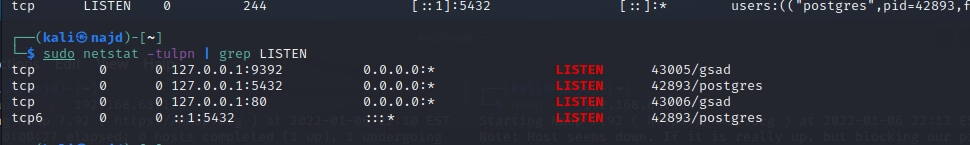 tcp LISTEN 0 244 [::1]:5432 [::]:* users:(("postgres",pid=42893,f
┌──(kali㉿najd)-[~]
└─$ sudo netstat -tulpn | grep LISTEN
tcp 0 0 127.0.0.1:9392 0.0.0.0:* LISTEN 43005/gsad
tcp 0 0 127.0.0.1:5432 0.0.0.0:* LISTEN 42893/postgres
tcp 0 0 127.0.0.1:80 0.0.0.0:* LISTEN 43006/gsad
tcp6 0 0 ::1:5432 :::* LISTEN 42893/postgres